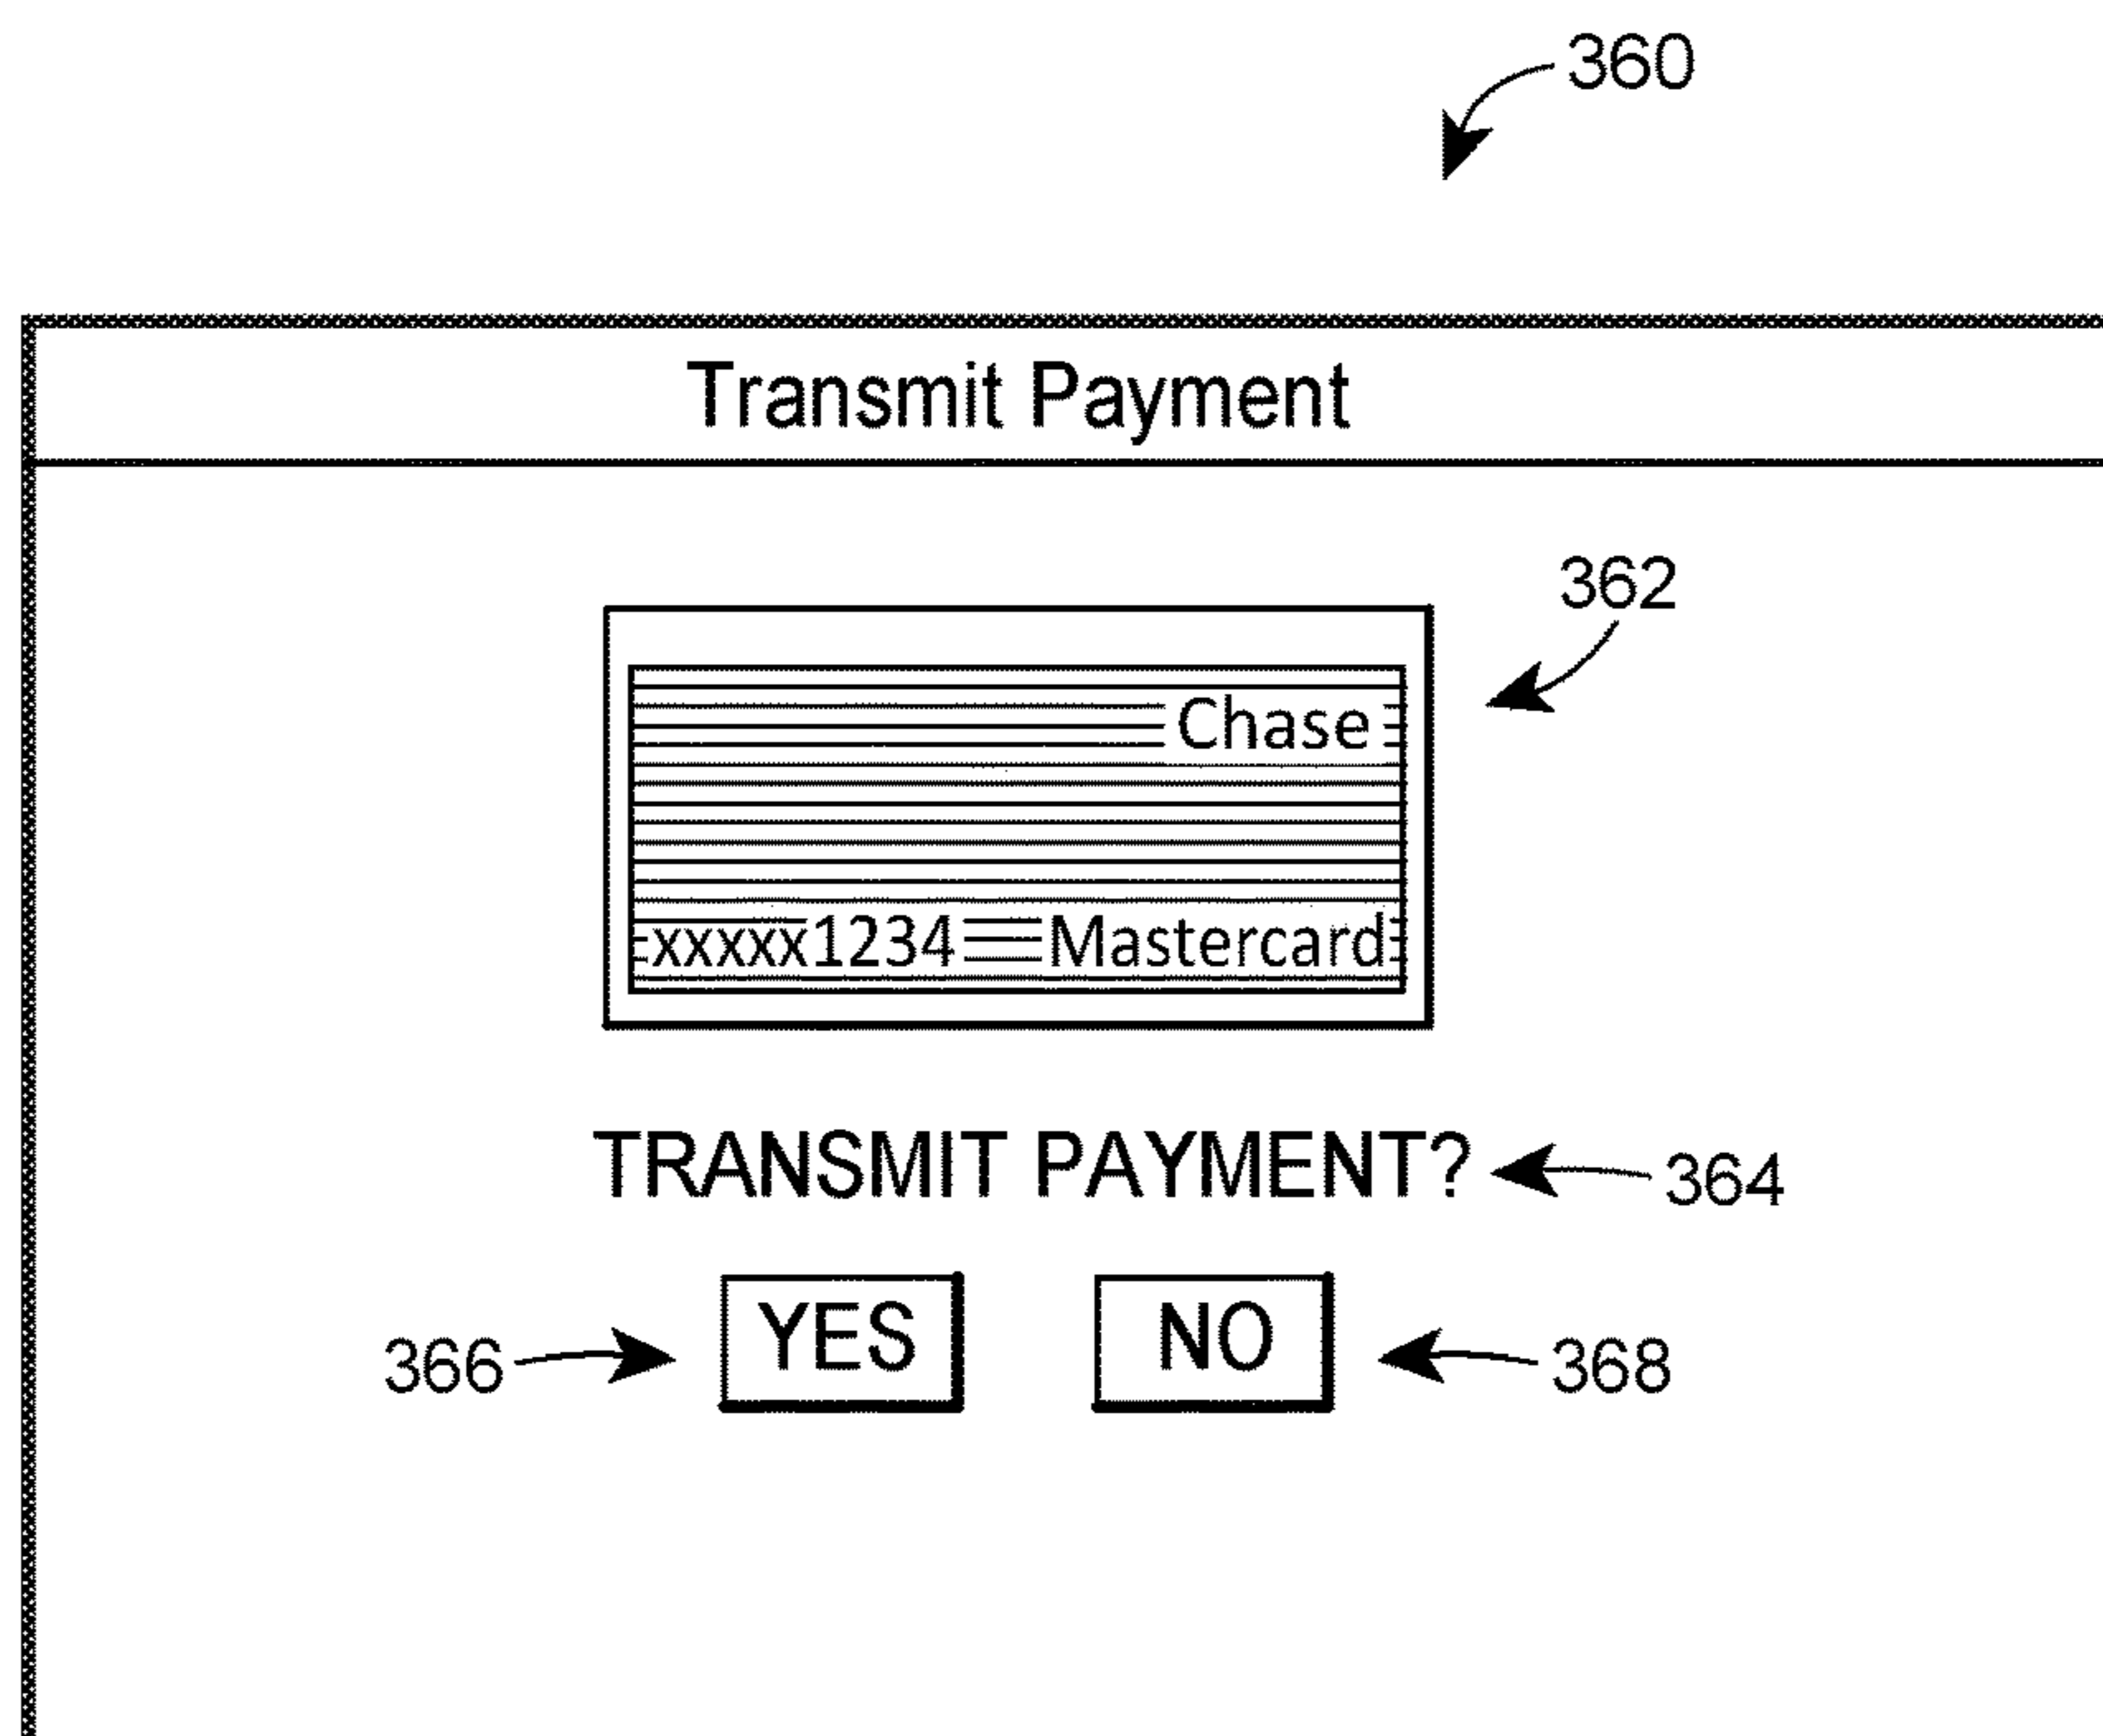 360
Transmit Payment
362
Chase
xxxxx1234 Mastercard
TRANSMIT PAYMENT? 364
366 YES NO 368